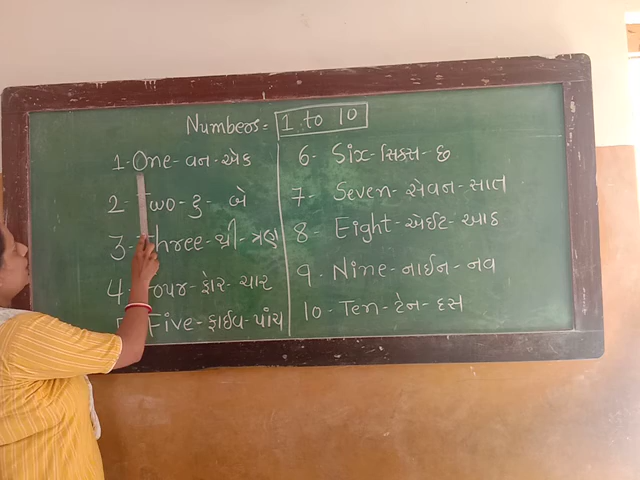 Numbers = 1 to 10
1- One - વન - એક
2- Two - ટુ - બે
3- Three - થ્રી - ત્રણ
4- Four - ફોર - ચાર
5- Five - ફાઈવ - પાંચ
6- Six - સિક્સ - છ
7- Seven - સેવન - સાત
8- Eight - એઈટ - આઠ
9- Nine - નાઈન - નવ
10- Ten - ટેન - દસ